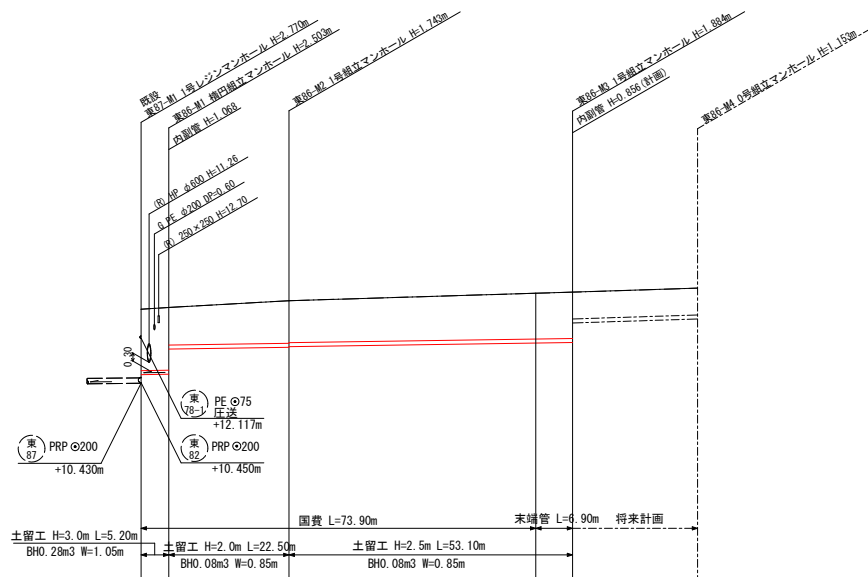 既設
東87-M1 1号レジンマンホール H=2.770m
東86-M1 楕円組立マンホール H=2.503m
内副管 H=1.068
東86-M2 1号組立マンホール H=1.743m
東86-M3 1号組立マンホール H=1.884m
内副管 H=0.856(計画)
東86-M4 0号組立マンホール H=1.153m
(R) HP φ600 H=11.26
G PE φ200 DP=0.60
(R) 250×250 H=12.70
0.30
東 78-1 PE ⊙75
圧送
+12.117m
東 87 PRP ⊙200
+10.430m
東 82 PRP ⊙200
+10.450m
国費 L=73.90m
末端管 L=6.90m
将来計画
土留工 H=3.0m L=5.20m
BH0.28m3 W=1.05m
土留工 H=2.0m L=22.50m
BH0.08m3 W=0.85m
土留工 H=2.5m L=53.10m
BH0.08m3 W=0.85m